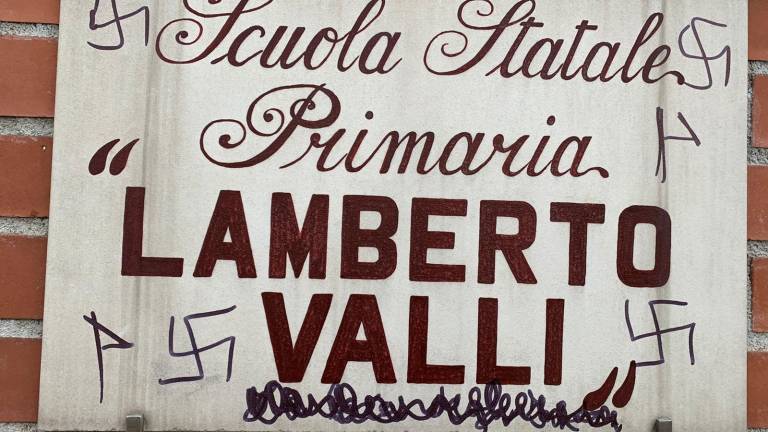 Scuola Statale
Primaria
"LAMBERTO
VALLI"